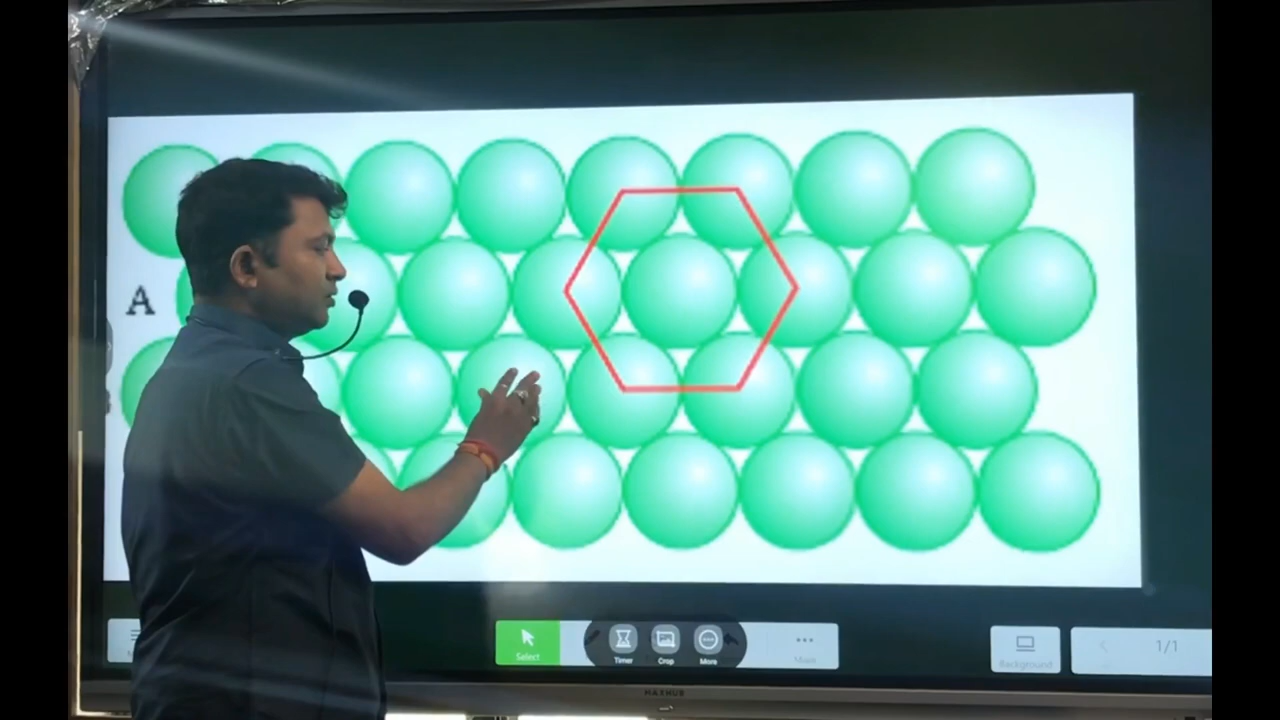 A
Select
Timer
Crop
More
More
Background
1/1
MAXHUB